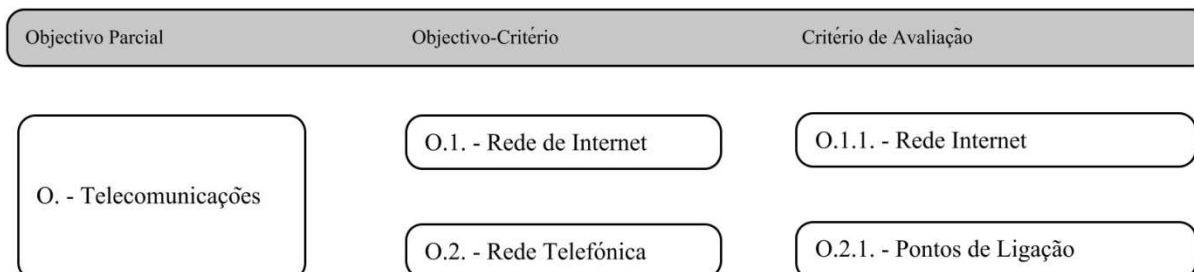 Objectivo Parcial Objectivo-Critério Critério de Avaliação
O. - Telecomunicações
O.1. - Rede de Internet
O.1.1. - Rede Internet
O.2. - Rede Telefónica
O.2.1. - Pontos de Ligação